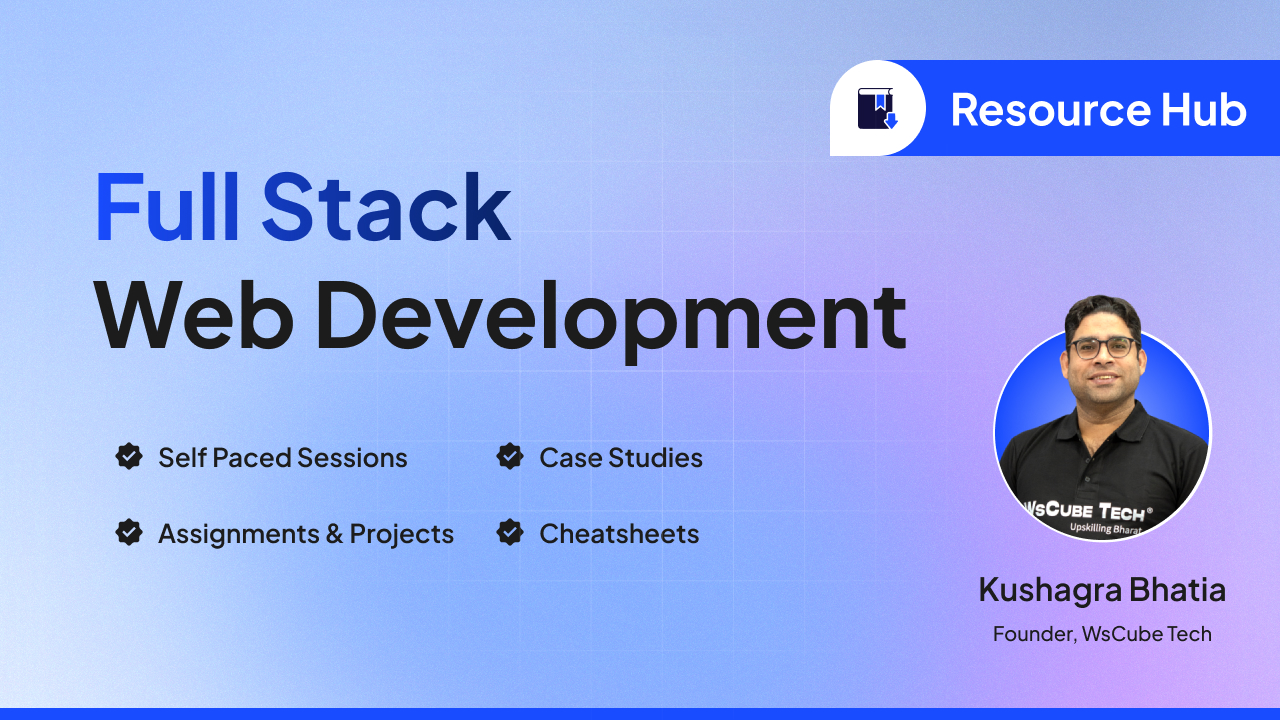 Resource Hub
Full Stack
Web Development
Self Paced Sessions
Case Studies
Assignments & Projects
Cheatsheets
WsCube Tech®
Upskilling Bharat
Kushagra Bhatia
Founder, WsCube Tech